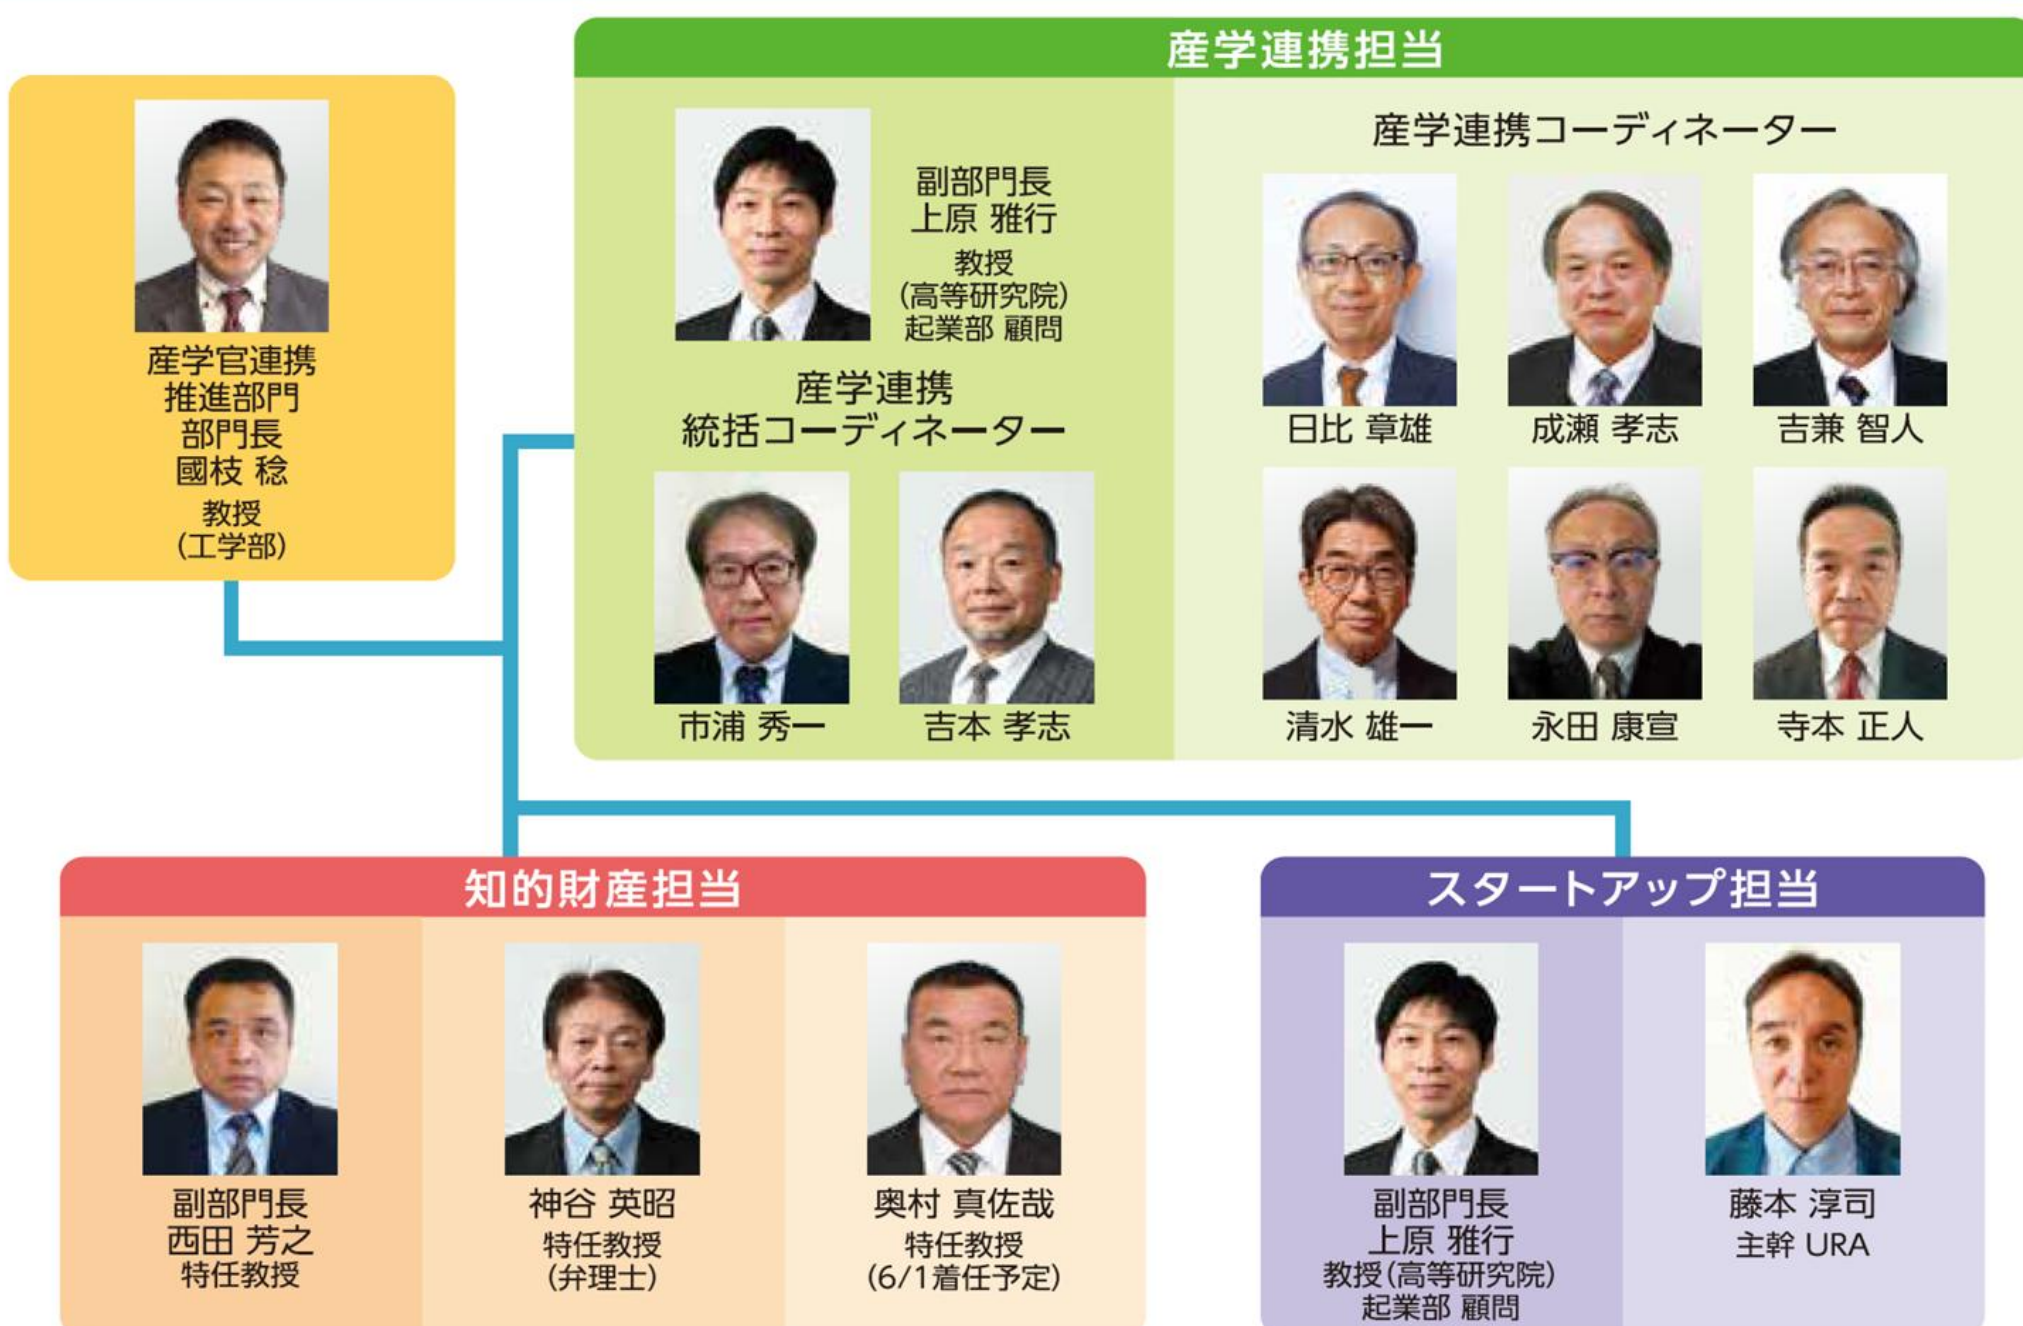 産学官連携
推進部門
部門長
國枝 稔
教授
(工学部)
産学連携担当
副部門長
上原 雅行
教授
(高等研究院)
起業部 顧問
産学連携
統括コーディネーター
市浦 秀一
吉本 孝志
産学連携コーディネーター
日比 章雄
成瀬 孝志
吉兼 智人
清水 雄一
永田 康宣
寺本 正人
知的財産担当
副部門長
西田 芳之
特任教授
神谷 英昭
特任教授
(弁理士)
奥村 真佐哉
特任教授
(6/1着任予定)
スタートアップ担当
副部門長
上原 雅行
教授(高等研究院)
起業部 顧問
藤本 淳司
主幹 URA